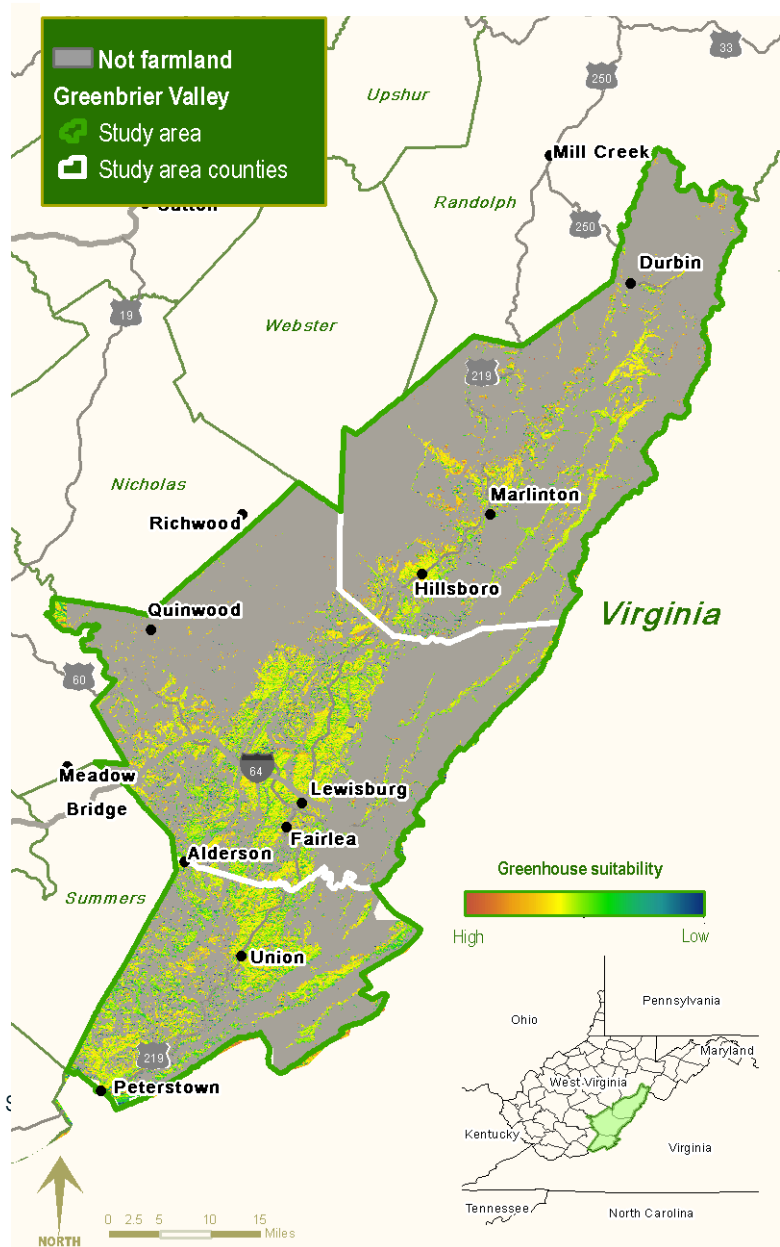 Not farmland
Greenbrier Valley
Study area
Study area counties
33
250
Upshur
Mill Creek
Randolph
Sutton
250
Durbin
19
Webster
219
Nicholas
Richwood
Marlinton
Hillsboro
Quinwood
Virginia
60
64
Meadow
Bridge
Lewisburg
Fairlea
Alderson
Summers
Greenhouse suitability
High
Low
Union
219
Peterstown
Ohio
Pennsylvania
Maryland
West Virginia
Kentucky
Virginia
Tennessee
North Carolina
NORTH
0 2.5 5 10 15
Miles